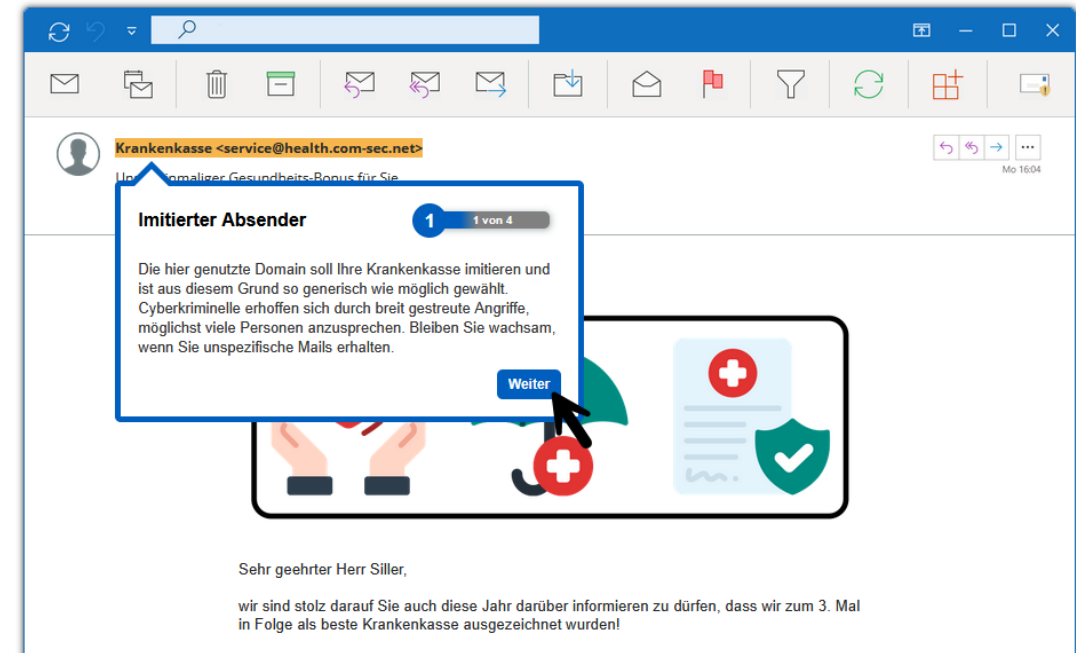 Krankenkasse <service@health.com-sec.net>
einmaliger Gesundheits-Bonus für Sie
Mo 16:04
Imitierter Absender
1
1 von 4
Die hier genutzte Domain soll Ihre Krankenkasse imitieren und
ist aus diesem Grund so generisch wie möglich gewählt.
Cyberkriminelle erhoffen sich durch breit gestreute Angriffe,
möglichst viele Personen anzusprechen. Bleiben Sie wachsam,
wenn Sie unspezifische Mails erhalten.
Weiter
Sehr geehrter Herr Siller,
wir sind stolz darauf Sie auch diese Jahr darüber informieren zu dürfen, dass wir zum 3. Mal
in Folge als beste Krankenkasse ausgezeichnet wurden!